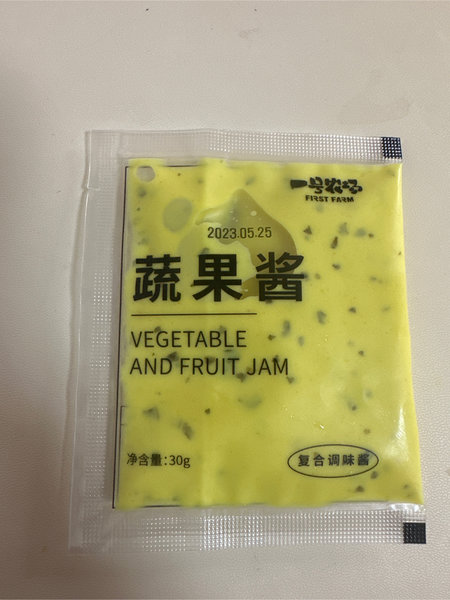 一号农场
FIRST FARM
2023.05.25
蔬果酱
VEGETABLE
AND FRUIT JAM
净含量:30g
复合调味酱